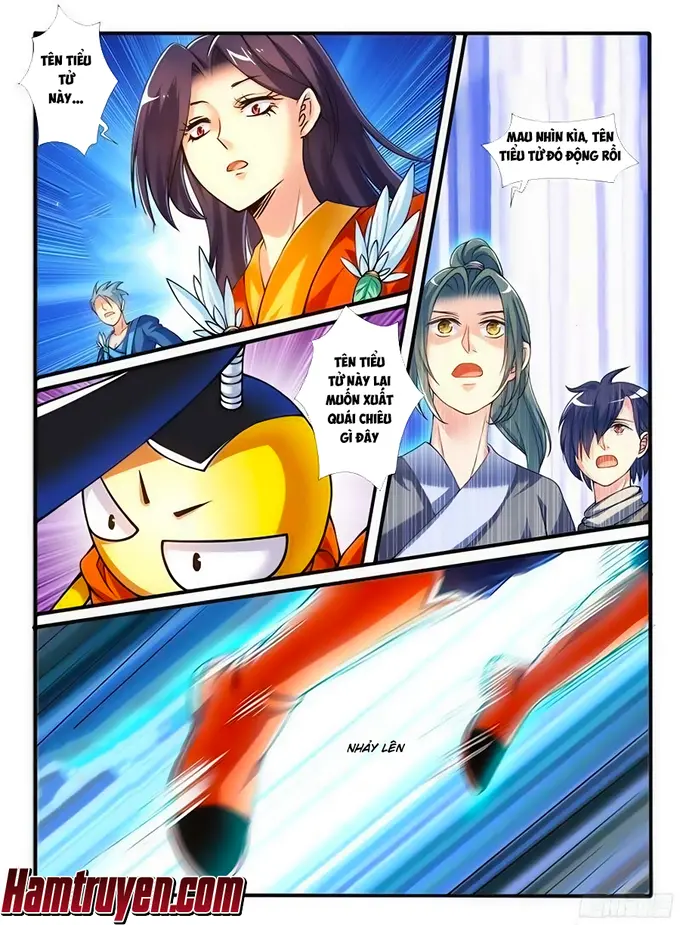 TÊN TIỂU
TỬ
NÀY...
MAU NHÌN KÌA, TÊN
TIỂU TỬ ĐÓ ĐỘNG RỒI
TÊN TIỂU
TỬ NÀY LẠI
MUỐN XUẤT
QUÁI CHIÊU
GÌ ĐÂY
NHẢY LÊN
Hamtruyen.com